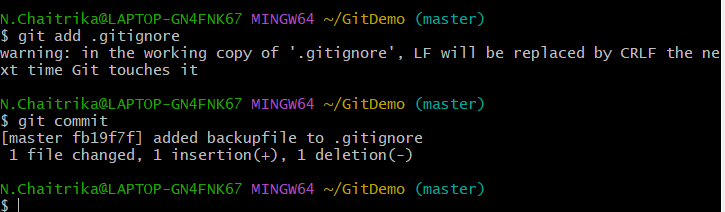 N.Chaitrika@LAPTOP-GN4FNK67 MINGW64 ~/GitDemo (master)
$ git add .gitignore
warning: in the working copy of '.gitignore', LF will be replaced by CRLF the ne
xt time Git touches it
N.Chaitrika@LAPTOP-GN4FNK67 MINGW64 ~/GitDemo (master)
$ git commit
[master fb19f7f] added backupfile to .gitignore
 1 file changed, 1 insertion(+), 1 deletion(-)
N.Chaitrika@LAPTOP-GN4FNK67 MINGW64 ~/GitDemo (master)
$